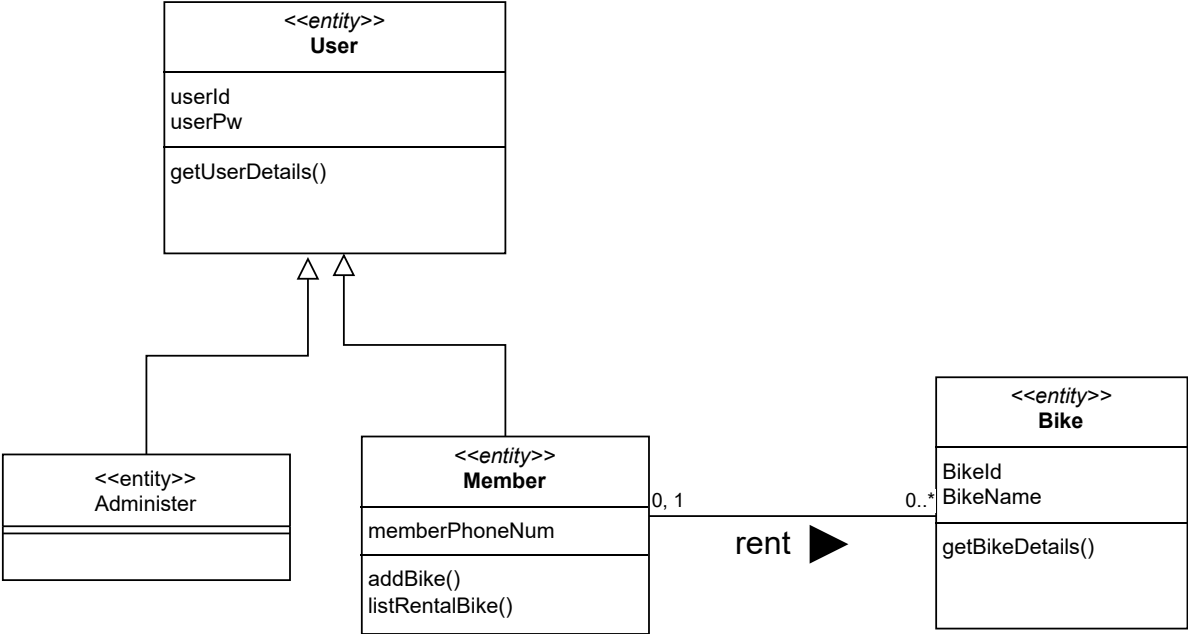 <<entity>>
User
userId
userPw
getUserDetails()
<<entity>>
Administer
<<entity>>
Member
memberPhoneNum
addBike()
listRentalBike()
0, 1
0..*
rent
<<entity>>
Bike
BikeId
BikeName
getBikeDetails()